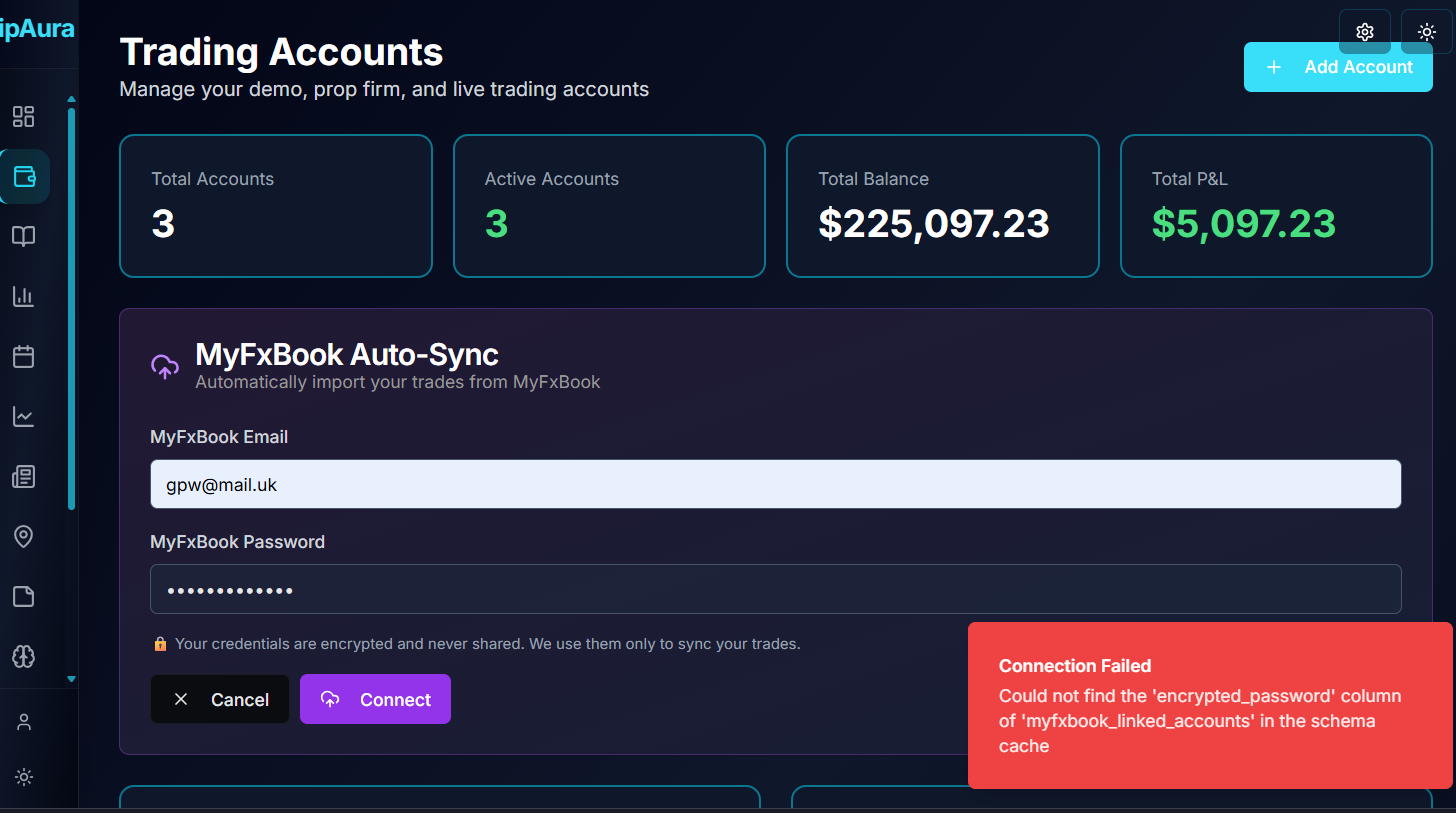 ipAura
Trading Accounts
Manage your demo, prop firm, and live trading accounts
Add Account
Total Accounts
3
Active Accounts
3
Total Balance
$225,097.23
Total P&L
$5,097.23
MyFxBook Auto-Sync
Automatically import your trades from MyFxBook
MyFxBook Email
gpw@mail.uk
MyFxBook Password
•••••••••••••
Your credentials are encrypted and never shared. We use them only to sync your trades.
Cancel
Connect
Connection Failed
Could not find the 'encrypted_password' column
of 'myfxbook_linked_accounts' in the schema
cache